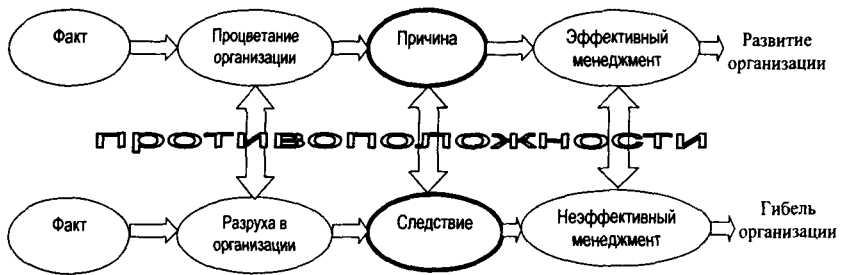 Факт
Процветание
организации
Причина
Эффективный
менеджмент
Развитие
организации
ПРОТИВОПОЛОЖНОСТИ
Факт
Разруха в
организации
Следствие
Неэффективный
менеджмент
Гибель
организации